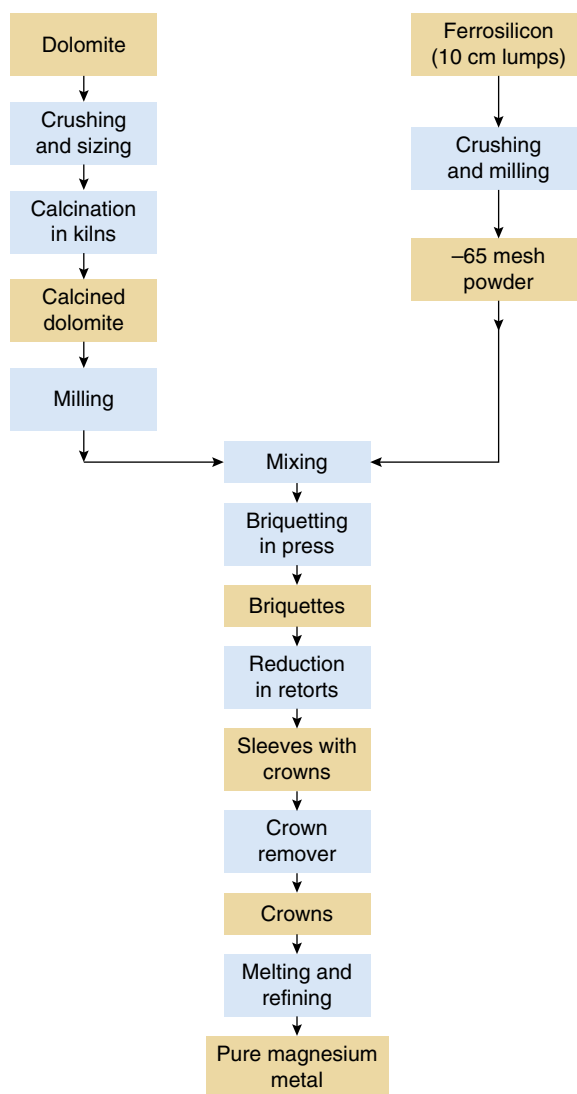 Dolomite
Crushing
and sizing
Calcination
in kilns
Calcined
dolomite
Milling
Ferrosilicon
(10 cm lumps)
Crushing
and milling
–65 mesh
powder
Mixing
Briquetting
in press
Briquettes
Reduction
in retorts
Sleeves with
crowns
Crown
remover
Crowns
Melting and
refining
Pure magnesium
metal